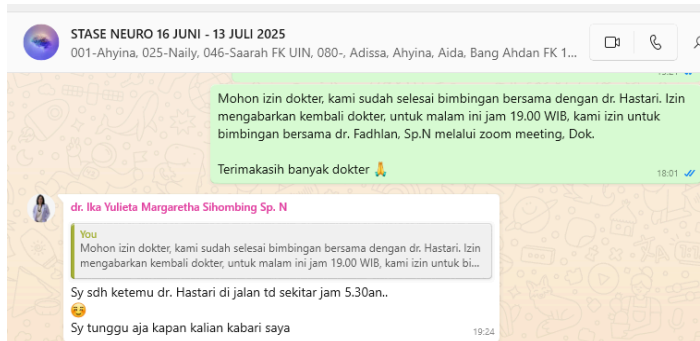 STASE NEURO 16 JUNI - 13 JULI 2025
001-Ahyina, 025-Naily, 046-Saarah FK UIN, 080-, Adissa, Ahyina, Aida, Bang Ahdan FK 1...
Mohon izin dokter, kami sudah selesai bimbingan bersama dengan dr. Hastari. Izin
mengabarkan kembali dokter, untuk malam ini jam 19.00 WIB, kami izin untuk
bimbingan bersama dr. Fadhlan, Sp.N melalui zoom meeting, Dok.
Terimakasih banyak dokter 🙏
18:01
dr. Ika Yulieta Margaretha Sihombing Sp. N
You
Mohon izin dokter, kami sudah selesai bimbingan bersama dengan dr. Hastari. Izin
mengabarkan kembali dokter, untuk malam ini jam 19.00 WIB, kami izin untuk bi...
Sy sdh ketemu dr. Hastari di jalan td sekitar jam 5.30an..
☺️
Sy tunggu aja kapan kalian kabari saya
19:24